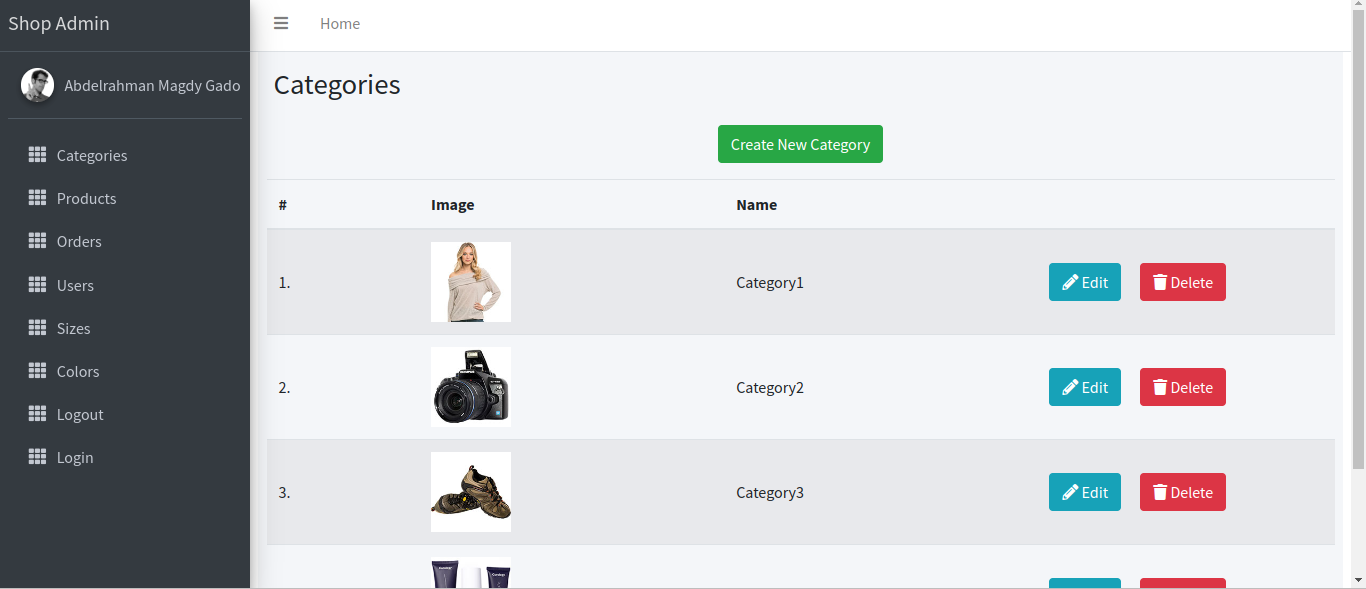 Shop Admin
Home
Abdelrahman Magdy Gado
Categories
Products
Orders
Users
Sizes
Colors
Logout
Login
Categories
Create New Category
# Image Name
1. Category1 Edit Delete
2. Category2 Edit Delete
3. Category3 Edit Delete